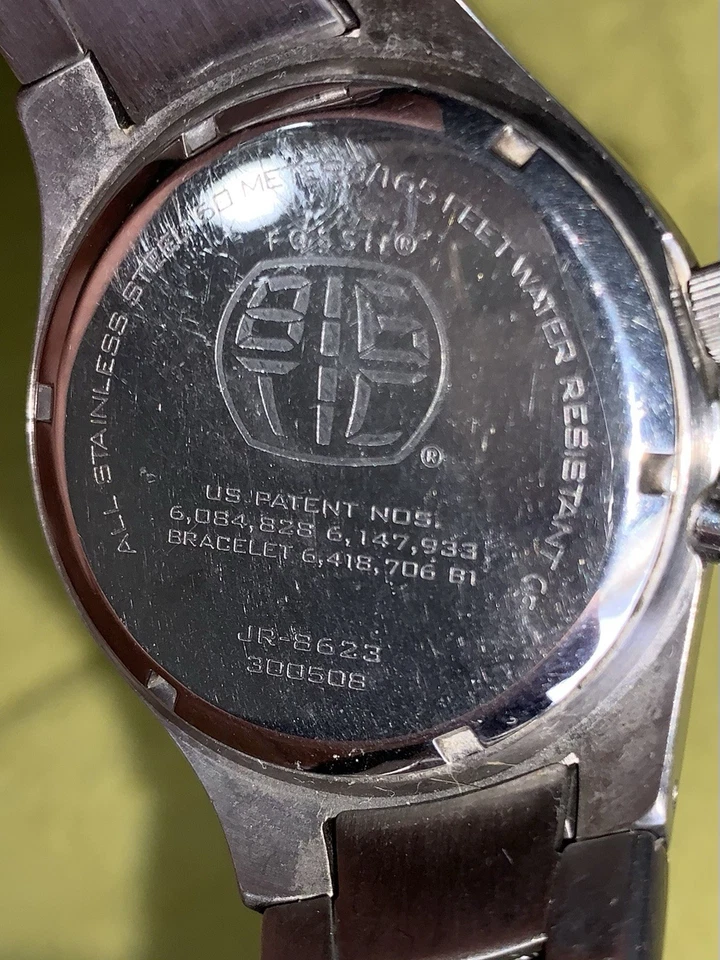 ALL STAINLESS STEEL 50 METERS/165 FEET WATER RESISTANT
FOSSIL®
®
US. PATENT NOS.
6,084,828 6,147,933
BRACELET 6,418,706 B1
JR-8623
300508